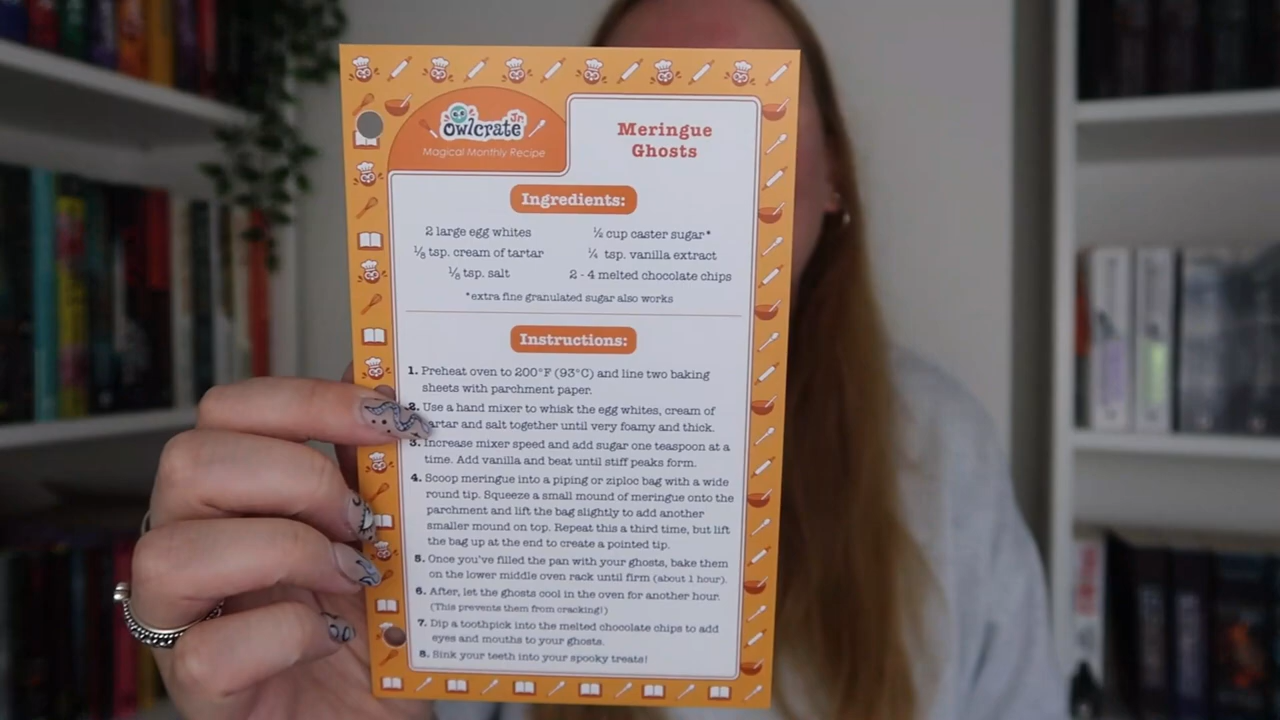 Owlcrate Jr.
Magical Monthly Recipe
Meringue
Ghosts
Ingredients:
2 large egg whites
⅛ tsp. cream of tartar
⅛ tsp. salt
½ cup caster sugar*
¼ tsp. vanilla extract
2 - 4 melted chocolate chips
*extra fine granulated sugar also works
Instructions:
1. Preheat oven to 200°F (93°C) and line two baking
sheets with parchment paper.
2. Use a hand mixer to whisk the egg whites, cream of
tartar and salt together until very foamy and thick.
3. Increase mixer speed and add sugar one teaspoon at a
time. Add vanilla and beat until stiff peaks form.
4. Scoop meringue into a piping or ziploc bag with a wide
round tip. Squeeze a small mound of meringue onto the
parchment and lift the bag slightly to add another
smaller mound on top. Repeat this a third time, but lift
the bag up at the end to create a pointed tip.
5. Once you've filled the pan with your ghosts, bake them
on the lower middle oven rack until firm (about 1 hour).
6. After, let the ghosts cool in the oven for another hour.
(This prevents them from cracking!)
7. Dip a toothpick into the melted chocolate chips to add
eyes and mouths to your ghosts.
8. Sink your teeth into your spooky treats!